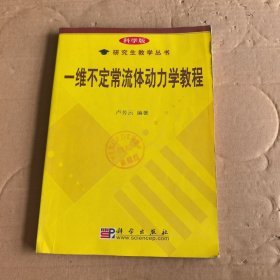 科学版
研究生教学丛书
一维不定常流体动力学教程
卢芳云 编著
科学出版社
www.sciencep.com